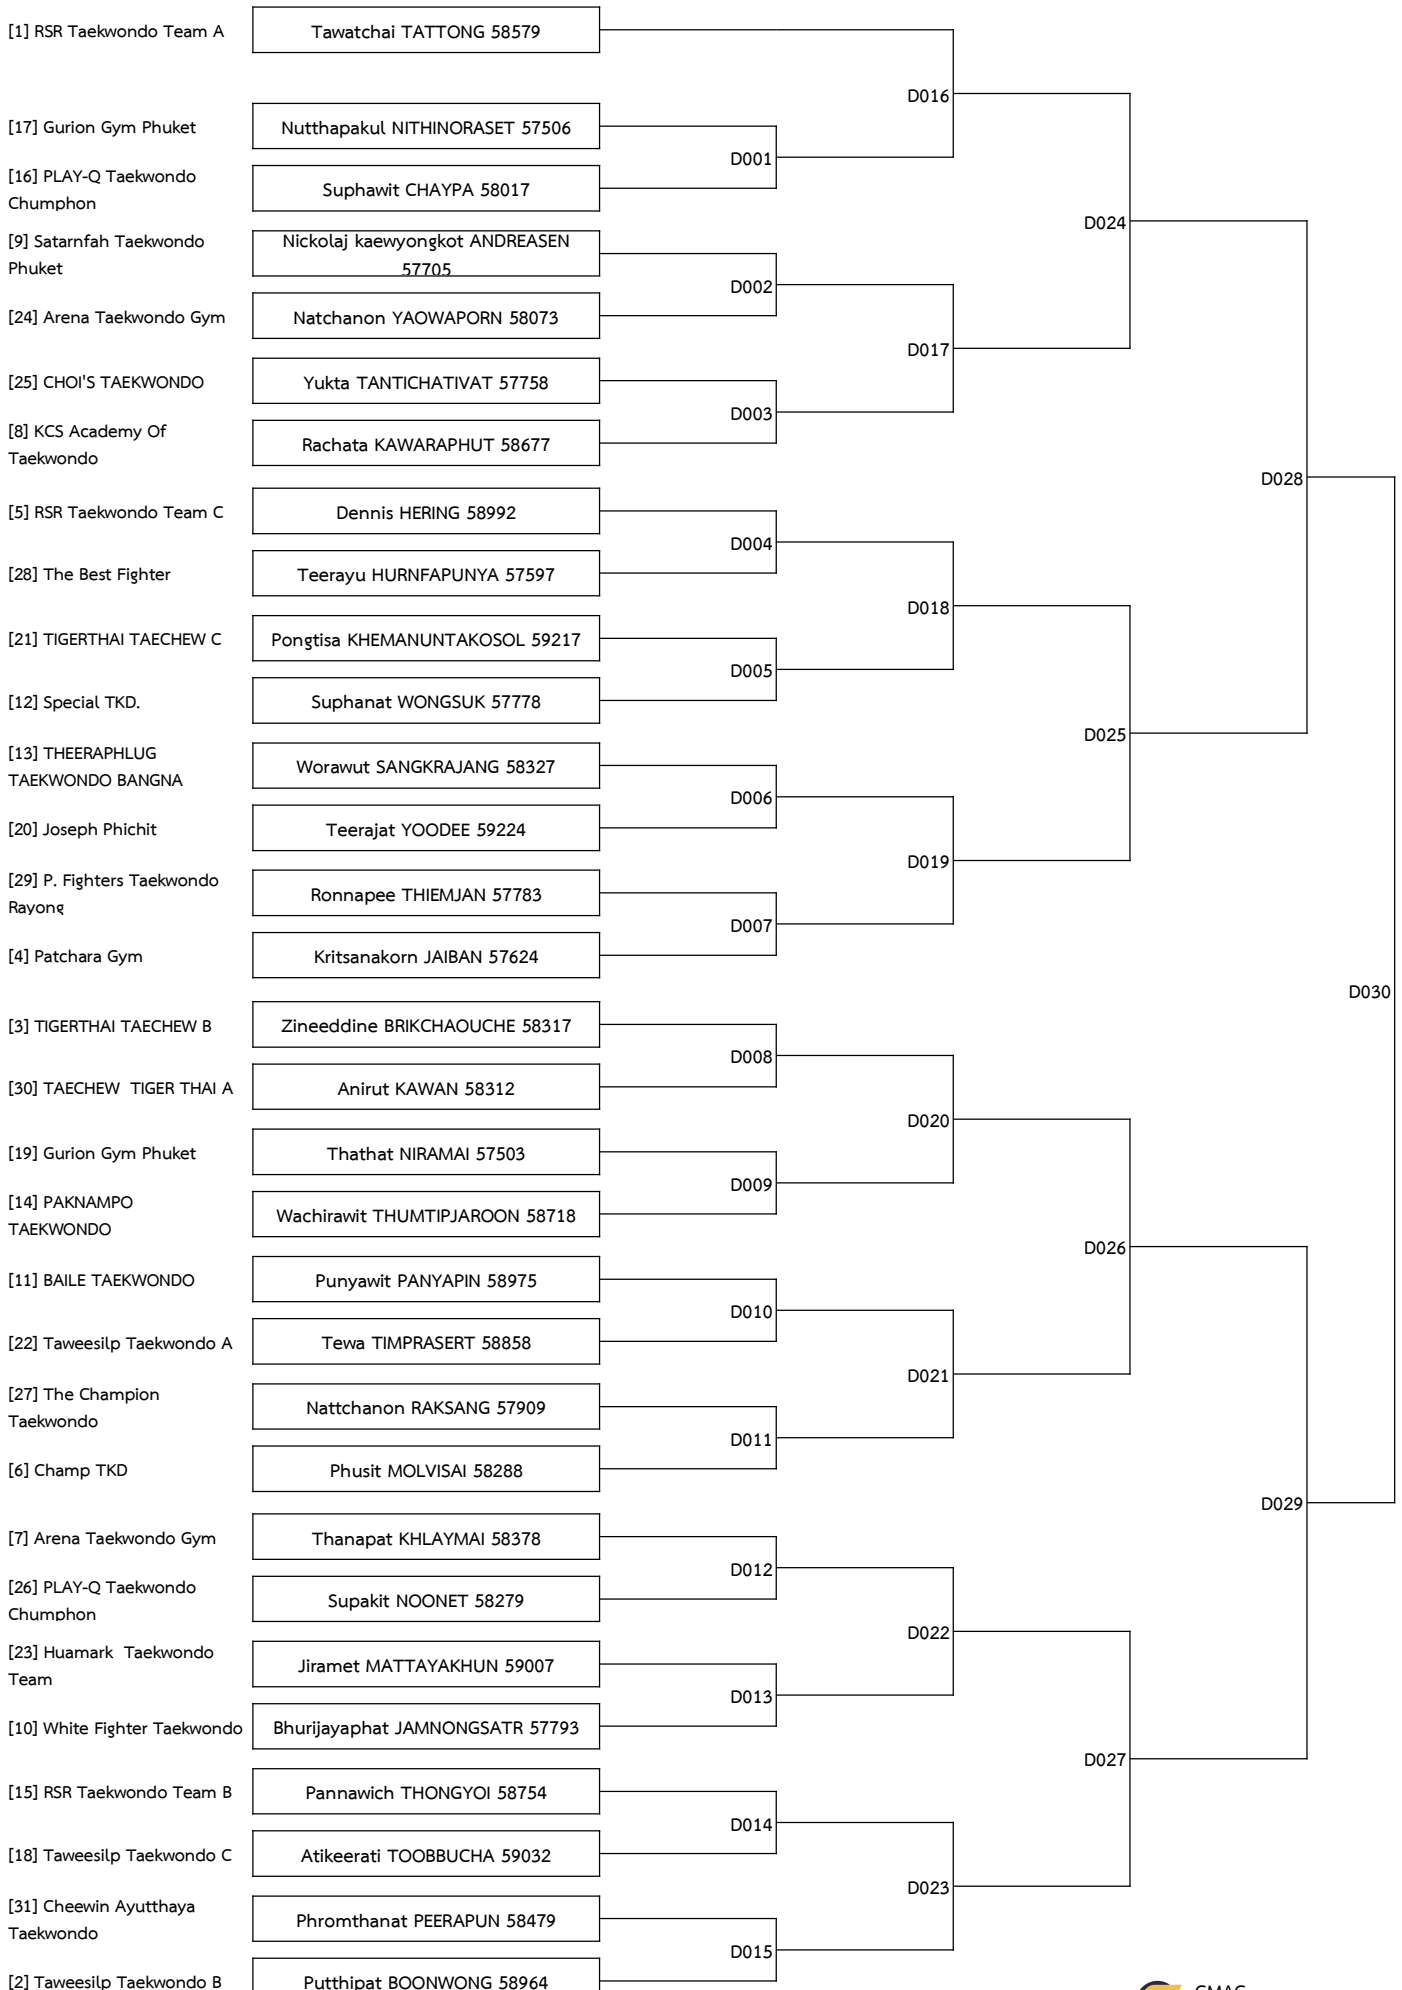 [1] RSR Taekwondo Team A
Tawatchai TATTONG 58579
D016
[17] Gurion Gym Phuket
Nutthapakul NITHINORASET 57506
D001
[16] PLAY-Q Taekwondo
Chumphon
Suphawit CHAYPA 58017
D024
[9] Satarnfah Taekwondo
Phuket
Nickolaj kaewyongkot ANDREASEN
57705
D002
[24] Arena Taekwondo Gym
Natchanon YAOWAPORN 58073
D017
[25] CHOI'S TAEKWONDO
Yukta TANTICHATIVAT 57758
D003
[8] KCS Academy Of
Taekwondo
Rachata KAWARAPHUT 58677
D028
[5] RSR Taekwondo Team C
Dennis HERING 58992
D004
[28] The Best Fighter
Teerayu HURNFAPUNYA 57597
D018
[21] TIGERTHAI TAECHEW C
Pongtisa KHEMANUNTAKOSOL 59217
D005
[12] Special TKD.
Suphanat WONGSUK 57778
D025
[13] THEERAPHLUG
TAEKWONDO BANGNA
Worawut SANGKRAJANG 58327
D006
[20] Joseph Phichit
Teerajat YOODEE 59224
D019
[29] P. Fighters Taekwondo
Rayong
Ronnapee THIEMJAN 57783
D007
[4] Patchara Gym
Kritsanakorn JAIBAN 57624
D030
[3] TIGERTHAI TAECHEW B
Zineeddine BRIKCHAOUCHE 58317
D008
[30] TAECHEW  TIGER THAI A
Anirut KAWAN 58312
D020
[19] Gurion Gym Phuket
Thathat NIRAMAI 57503
D009
[14] PAKNAMPO
TAEKWONDO
Wachirawit THUMTIPJAROON 58718
D026
[11] BAILE TAEKWONDO
Punyawit PANYAPIN 58975
D010
[22] Taweesilp Taekwondo A
Tewa TIMPRASERT 58858
D021
[27] The Champion
Taekwondo
Nattchanon RAKSANG 57909
D011
[6] Champ TKD
Phusit MOLVISAI 58288
D029
[7] Arena Taekwondo Gym
Thanapat KHLAYMAI 58378
D012
[26] PLAY-Q Taekwondo
Chumphon
Supakit NOONET 58279
D022
[23] Huamark  Taekwondo
Team
Jiramet MATTAYAKHUN 59007
D013
[10] White Fighter Taekwondo
Bhurijayaphat JAMNONGSATR 57793
D027
[15] RSR Taekwondo Team B
Pannawich THONGYOI 58754
D014
[18] Taweesilp Taekwondo C
Atikeerati TOOBBUCHA 59032
D023
[31] Cheewin Ayutthaya
Taekwondo
Phromthanat PEERAPUN 58479
D015
[2] Taweesilp Taekwondo B
Putthipat BOONWONG 58964